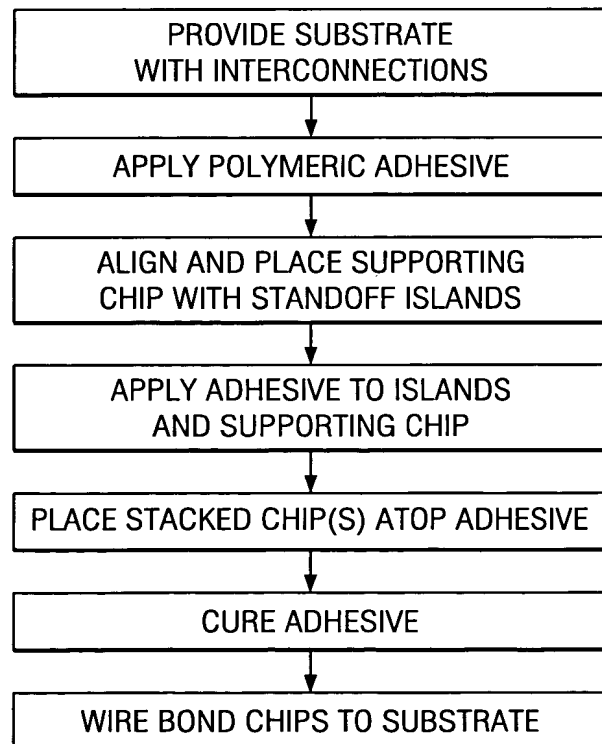 PROVIDE SUBSTRATE
WITH INTERCONNECTIONS
APPLY POLYMERIC ADHESIVE
ALIGN AND PLACE SUPPORTING
CHIP WITH STANDOFF ISLANDS
APPLY ADHESIVE TO ISLANDS
AND SUPPORTING CHIP
PLACE STACKED CHIP(S) ATOP ADHESIVE
CURE ADHESIVE
WIRE BOND CHIPS TO SUBSTRATE